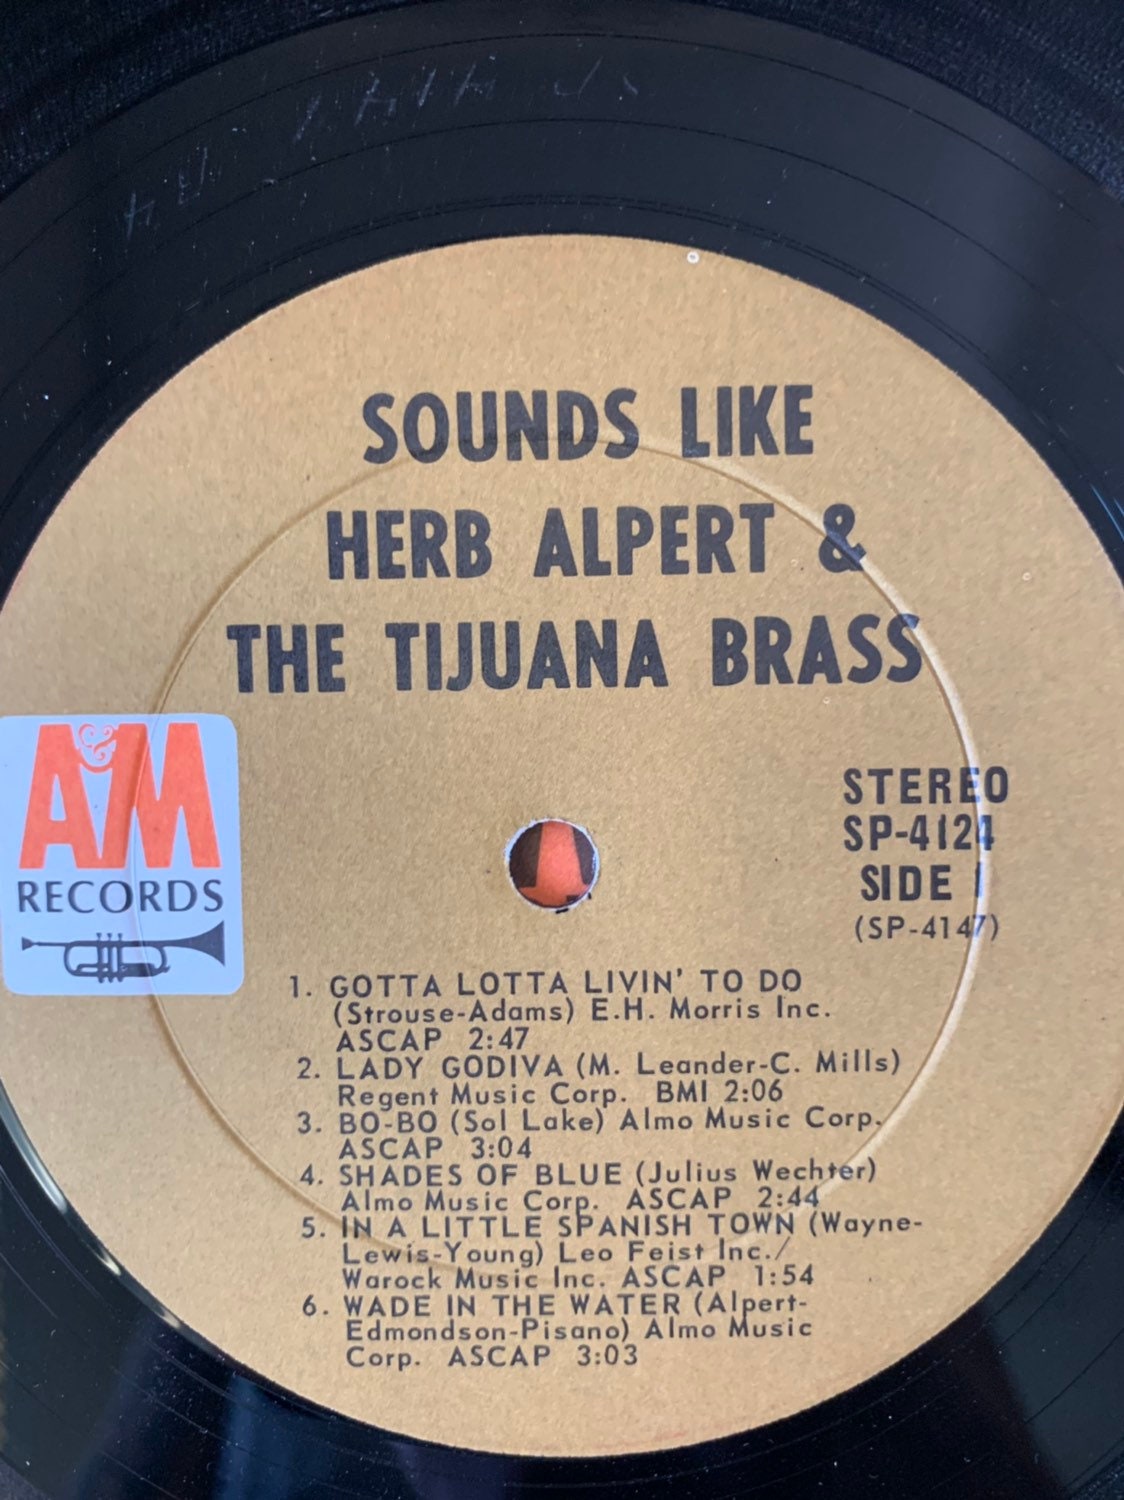 SOUNDS LIKE
HERB ALPERT &
THE TIJUANA BRASS
A&M
RECORDS
STEREO
SP-4124
SIDE 1
(SP-4147)
1. GOTTA LOTTA LIVIN' TO DO
(Strouse-Adams) E.H. Morris Inc.
ASCAP 2:47
2. LADY GODIVA (M. Leander-C. Mills)
Regent Music Corp. BMI 2:06
3. BO-BO (Sol Lake) Almo Music Corp.
ASCAP 3:04
4. SHADES OF BLUE (Julius Wechter)
Almo Music Corp. ASCAP 2:44
5. IN A LITTLE SPANISH TOWN (Wayne-
Lewis-Young) Leo Feist Inc./
Warock Music Inc. ASCAP 1:54
6. WADE IN THE WATER (Alpert-
Edmondson-Pisano) Almo Music
Corp. ASCAP 3:03